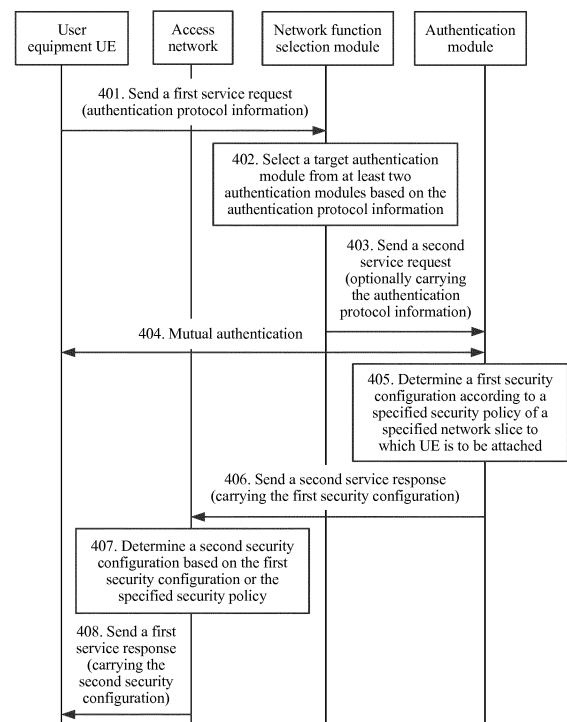 User
equipment UE
Access
network
Network function
selection module
Authentication
module
401. Send a first service request
(authentication protocol information)
402. Select a target authentication
module from at least two
authentication modules based on the
authentication protocol information
403. Send a second
service request
(optionally carrying
the authentication
protocol information)
404. Mutual authentication
405. Determine a first security
configuration according to a
specified security policy of a
specified network slice to
which UE is to be attached
406. Send a second service response
(carrying the first security configuration)
407. Determine a second security
configuration based on the first
security configuration or the
specified security policy
408. Send a first
service response
(carrying the
second security
configuration)